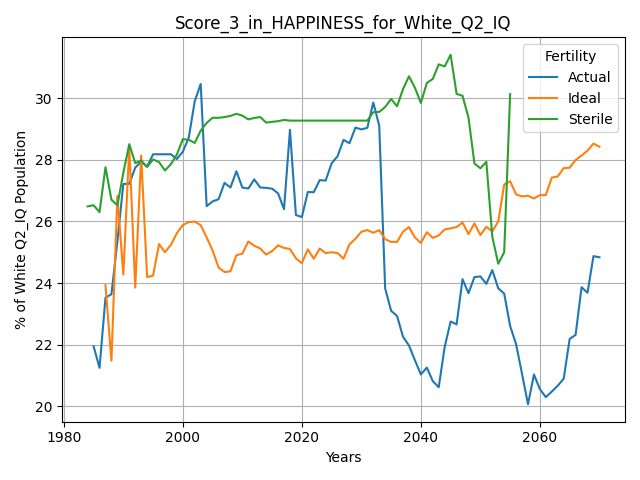 Score_3_in_HAPPINESS_for_White_Q2_IQ
% of White Q2_IQ Population
30
28
26
24
22
20
1980
2000
2020
2040
2060
Years
Fertility
Actual
Ideal
Sterile